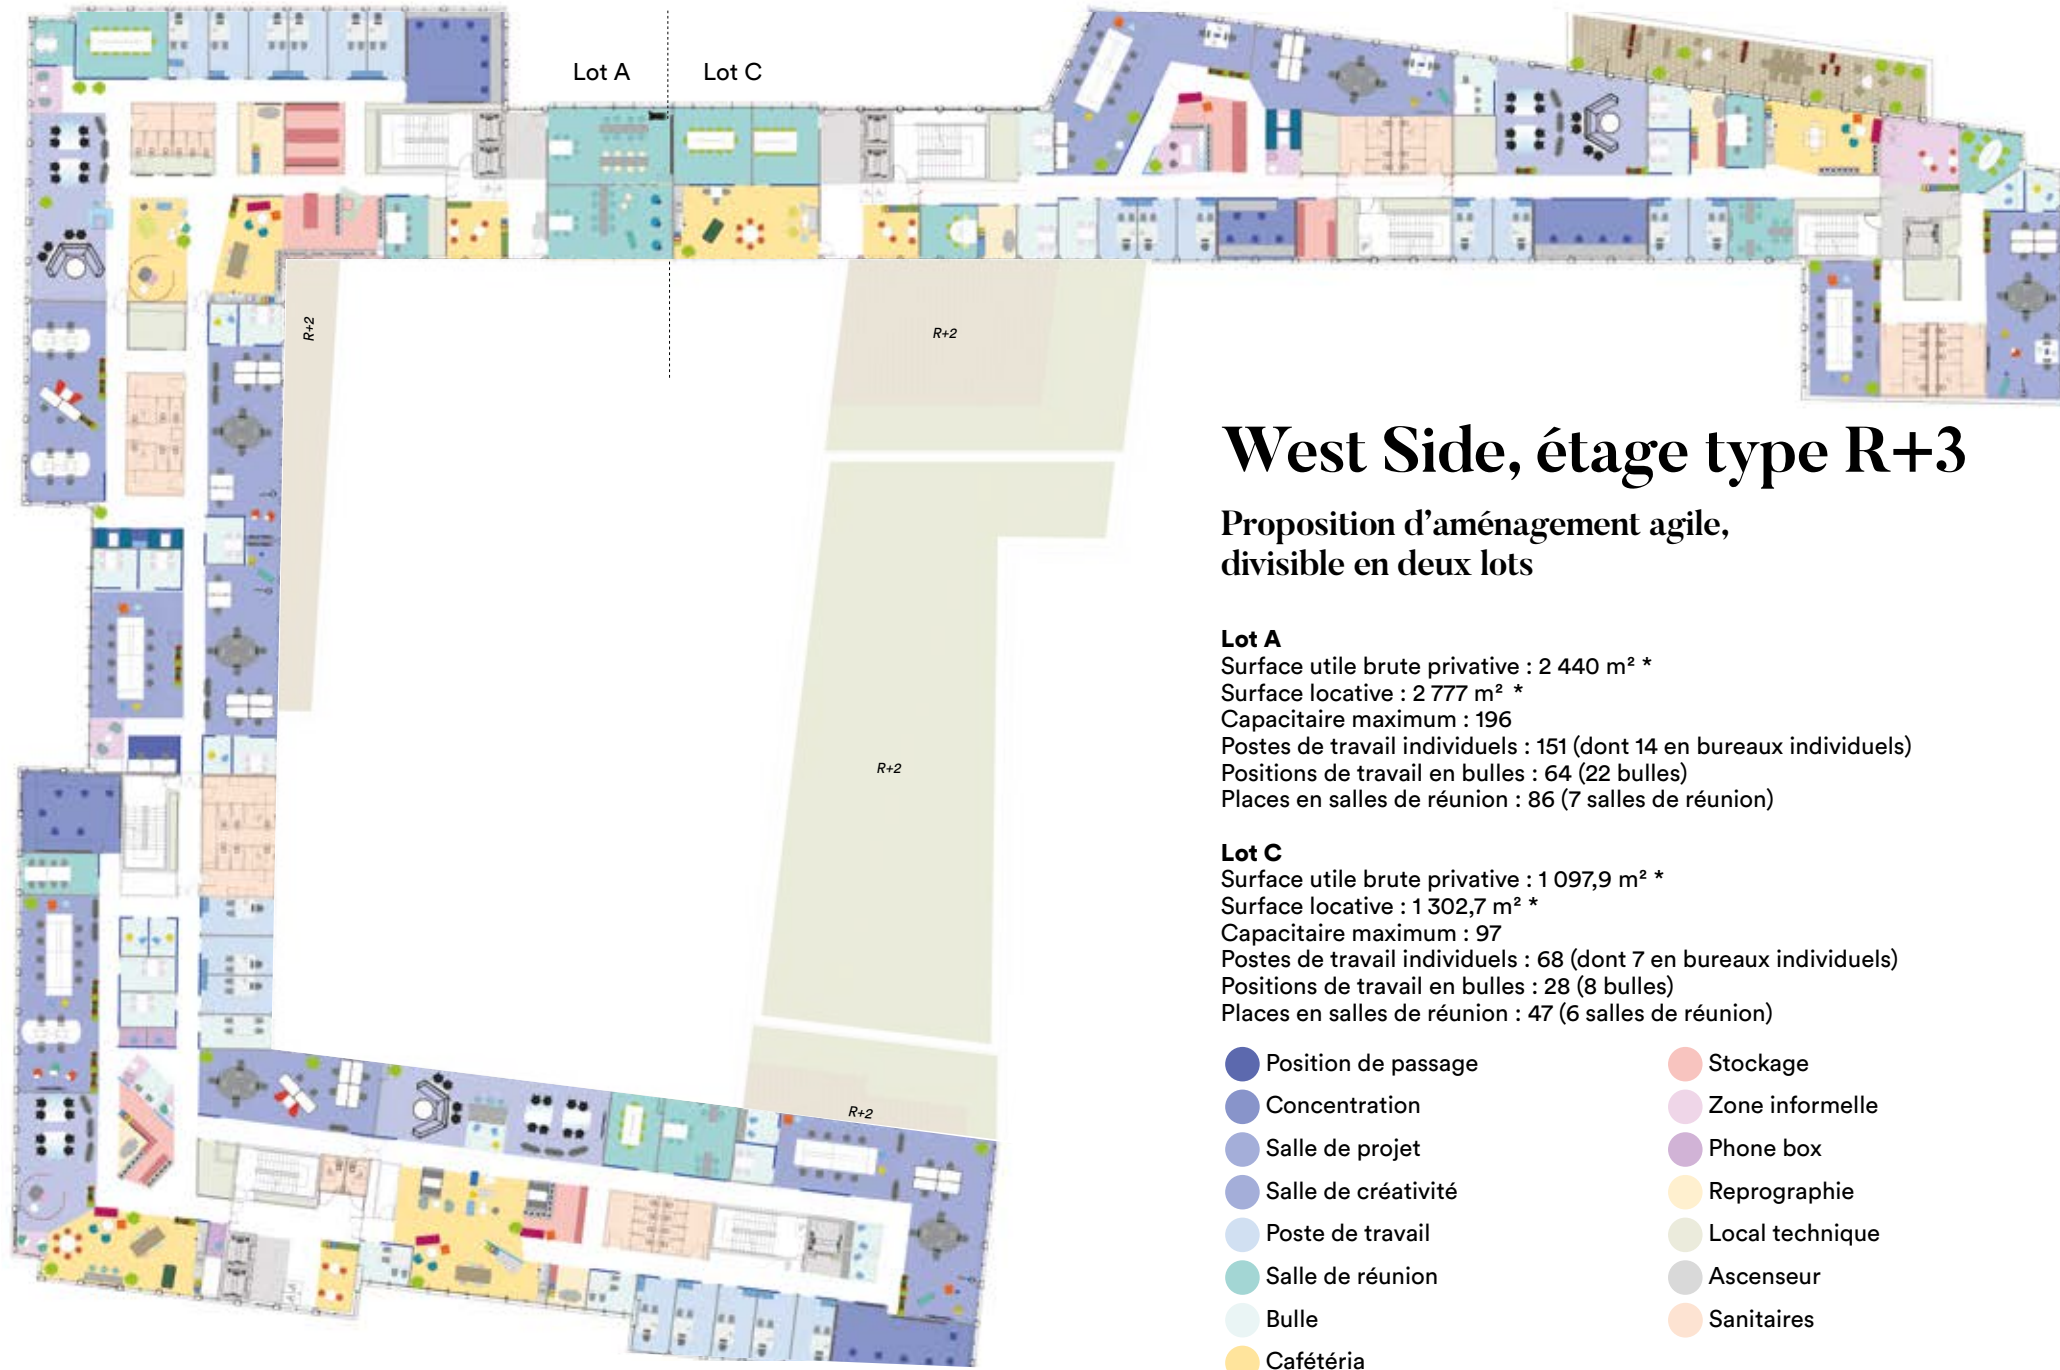 Lot A
Lot C
R+2
R+2
R+2
R+2
West Side, étage type R+3
Proposition d'aménagement agile,
divisible en deux lots
Lot A
Surface utile brute privative : 2 440 m² *
Surface locative : 2 777 m² *
Capacitaire maximum : 196
Postes de travail individuels : 151 (dont 14 en bureaux individuels)
Positions de travail en bulles : 64 (22 bulles)
Places en salles de réunion : 86 (7 salles de réunion)
Lot C
Surface utile brute privative : 1 097,9 m² *
Surface locative : 1 302,7 m² *
Capacitaire maximum : 97
Postes de travail individuels : 68 (dont 7 en bureaux individuels)
Positions de travail en bulles : 28 (8 bulles)
Places en salles de réunion : 47 (6 salles de réunion)
Position de passage
Concentration
Salle de projet
Salle de créativité
Poste de travail
Salle de réunion
Bulle
Cafétéria
Stockage
Zone informelle
Phone box
Reprographie
Local technique
Ascenseur
Sanitaires